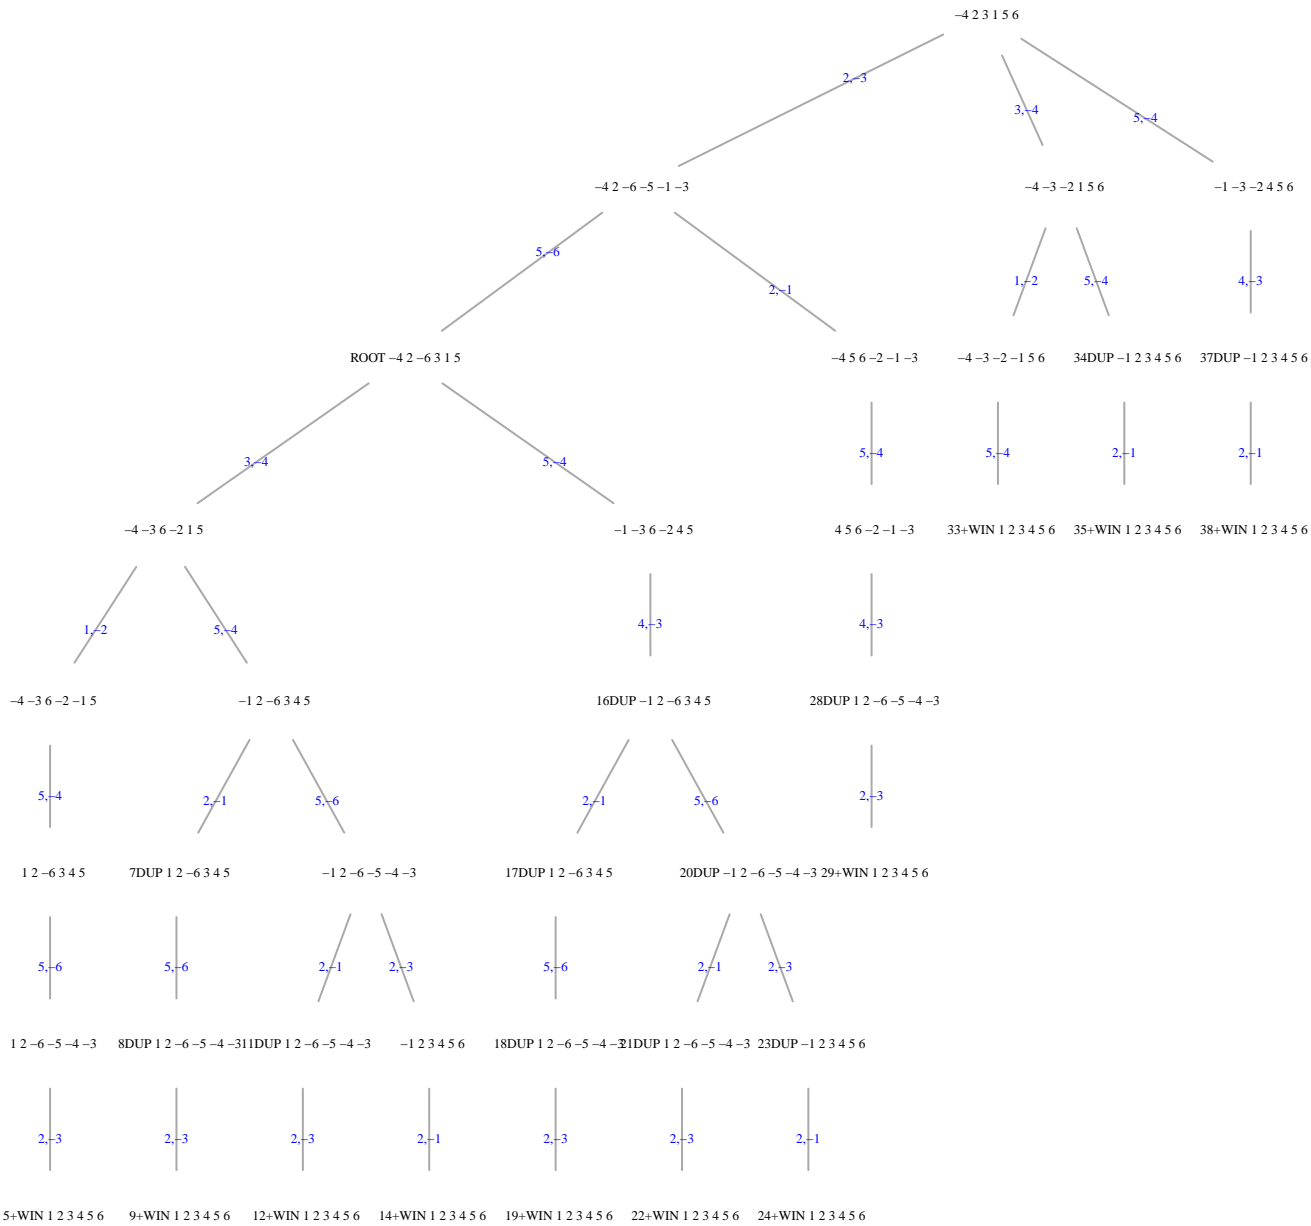 −4 2 3 1 5 6
2,−3
3,−4
5,−4
−4 2 −6 −5 −1 −3
−4 −3 −2 1 5 6
−1 −3 −2 4 5 6
5,−6
2,−1
1,−2
5,−4
4,−3
ROOT −4 2 −6 3 1 5
−4 5 6 −2 −1 −3
−4 −3 −2 −1 5 6
34DUP −1 2 3 4 5 6
37DUP −1 2 3 4 5 6
3,−4
5,−4
5,−4
5,−4
2,−1
2,−1
−4 −3 6 −2 1 5
−1 −3 6 −2 4 5
4 5 6 −2 −1 −3
33+WIN 1 2 3 4 5 6
35+WIN 1 2 3 4 5 6
38+WIN 1 2 3 4 5 6
1,−2
5,−4
4,−3
4,−3
−4 −3 6 −2 −1 5
−1 2 −6 3 4 5
16DUP −1 2 −6 3 4 5
28DUP 1 2 −6 −5 −4 −3
5,−4
2,−1
5,−6
2,−1
5,−6
2,−3
1 2 −6 3 4 5
7DUP 1 2 −6 3 4 5
−1 2 −6 −5 −4 −3
17DUP 1 2 −6 3 4 5
20DUP −1 2 −6 −5 −4 −3
29+WIN 1 2 3 4 5 6
5,−6
5,−6
2,−1
2,−3
5,−6
2,−1
2,−3
1 2 −6 −5 −4 −3
8DUP 1 2 −6 −5 −4 −3
11DUP 1 2 −6 −5 −4 −3
−1 2 3 4 5 6
18DUP 1 2 −6 −5 −4 −3
21DUP 1 2 −6 −5 −4 −3
23DUP −1 2 3 4 5 6
2,−3
2,−3
2,−3
2,−1
2,−3
2,−3
2,−1
5+WIN 1 2 3 4 5 6
9+WIN 1 2 3 4 5 6
12+WIN 1 2 3 4 5 6
14+WIN 1 2 3 4 5 6
19+WIN 1 2 3 4 5 6
22+WIN 1 2 3 4 5 6
24+WIN 1 2 3 4 5 6